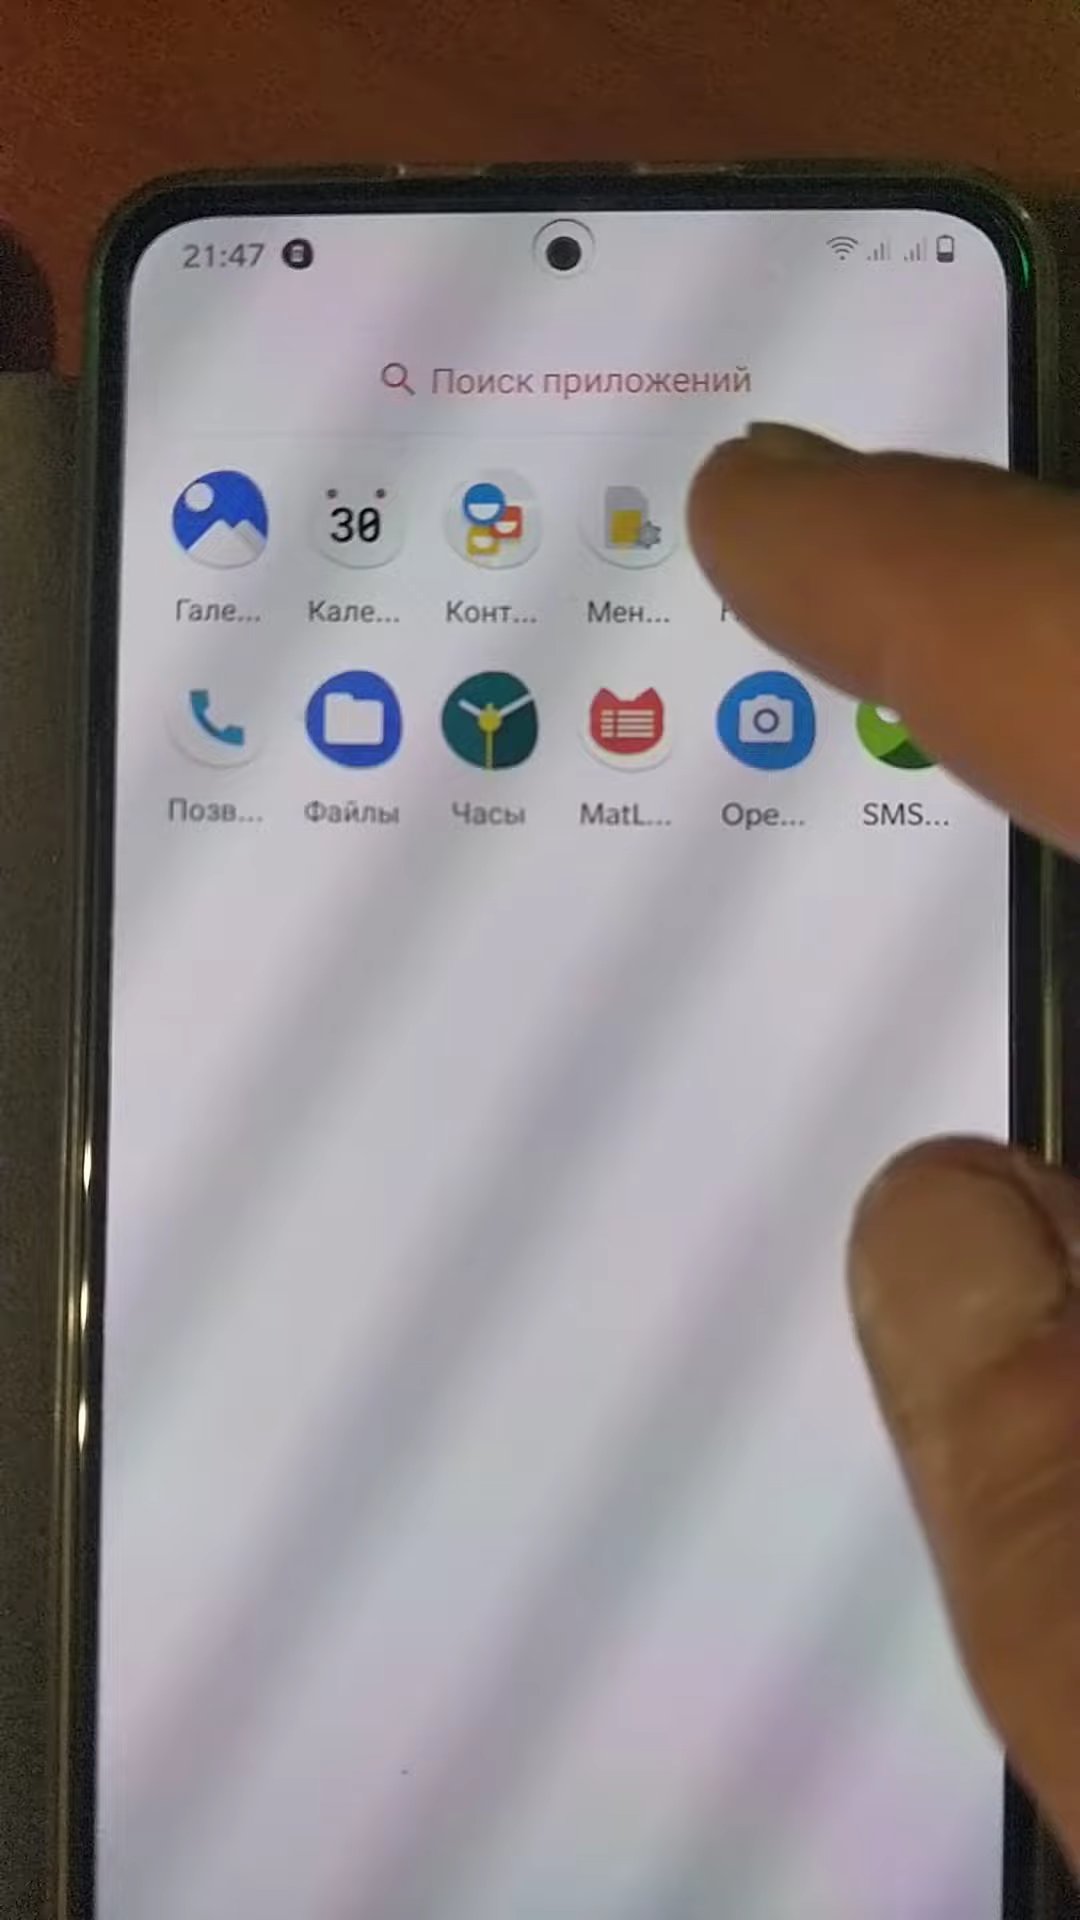 21:47
Поиск приложений
30
Гале... Кале... Конт... Мен...
Позв... Файлы Часы MatL... Ope... SMS...